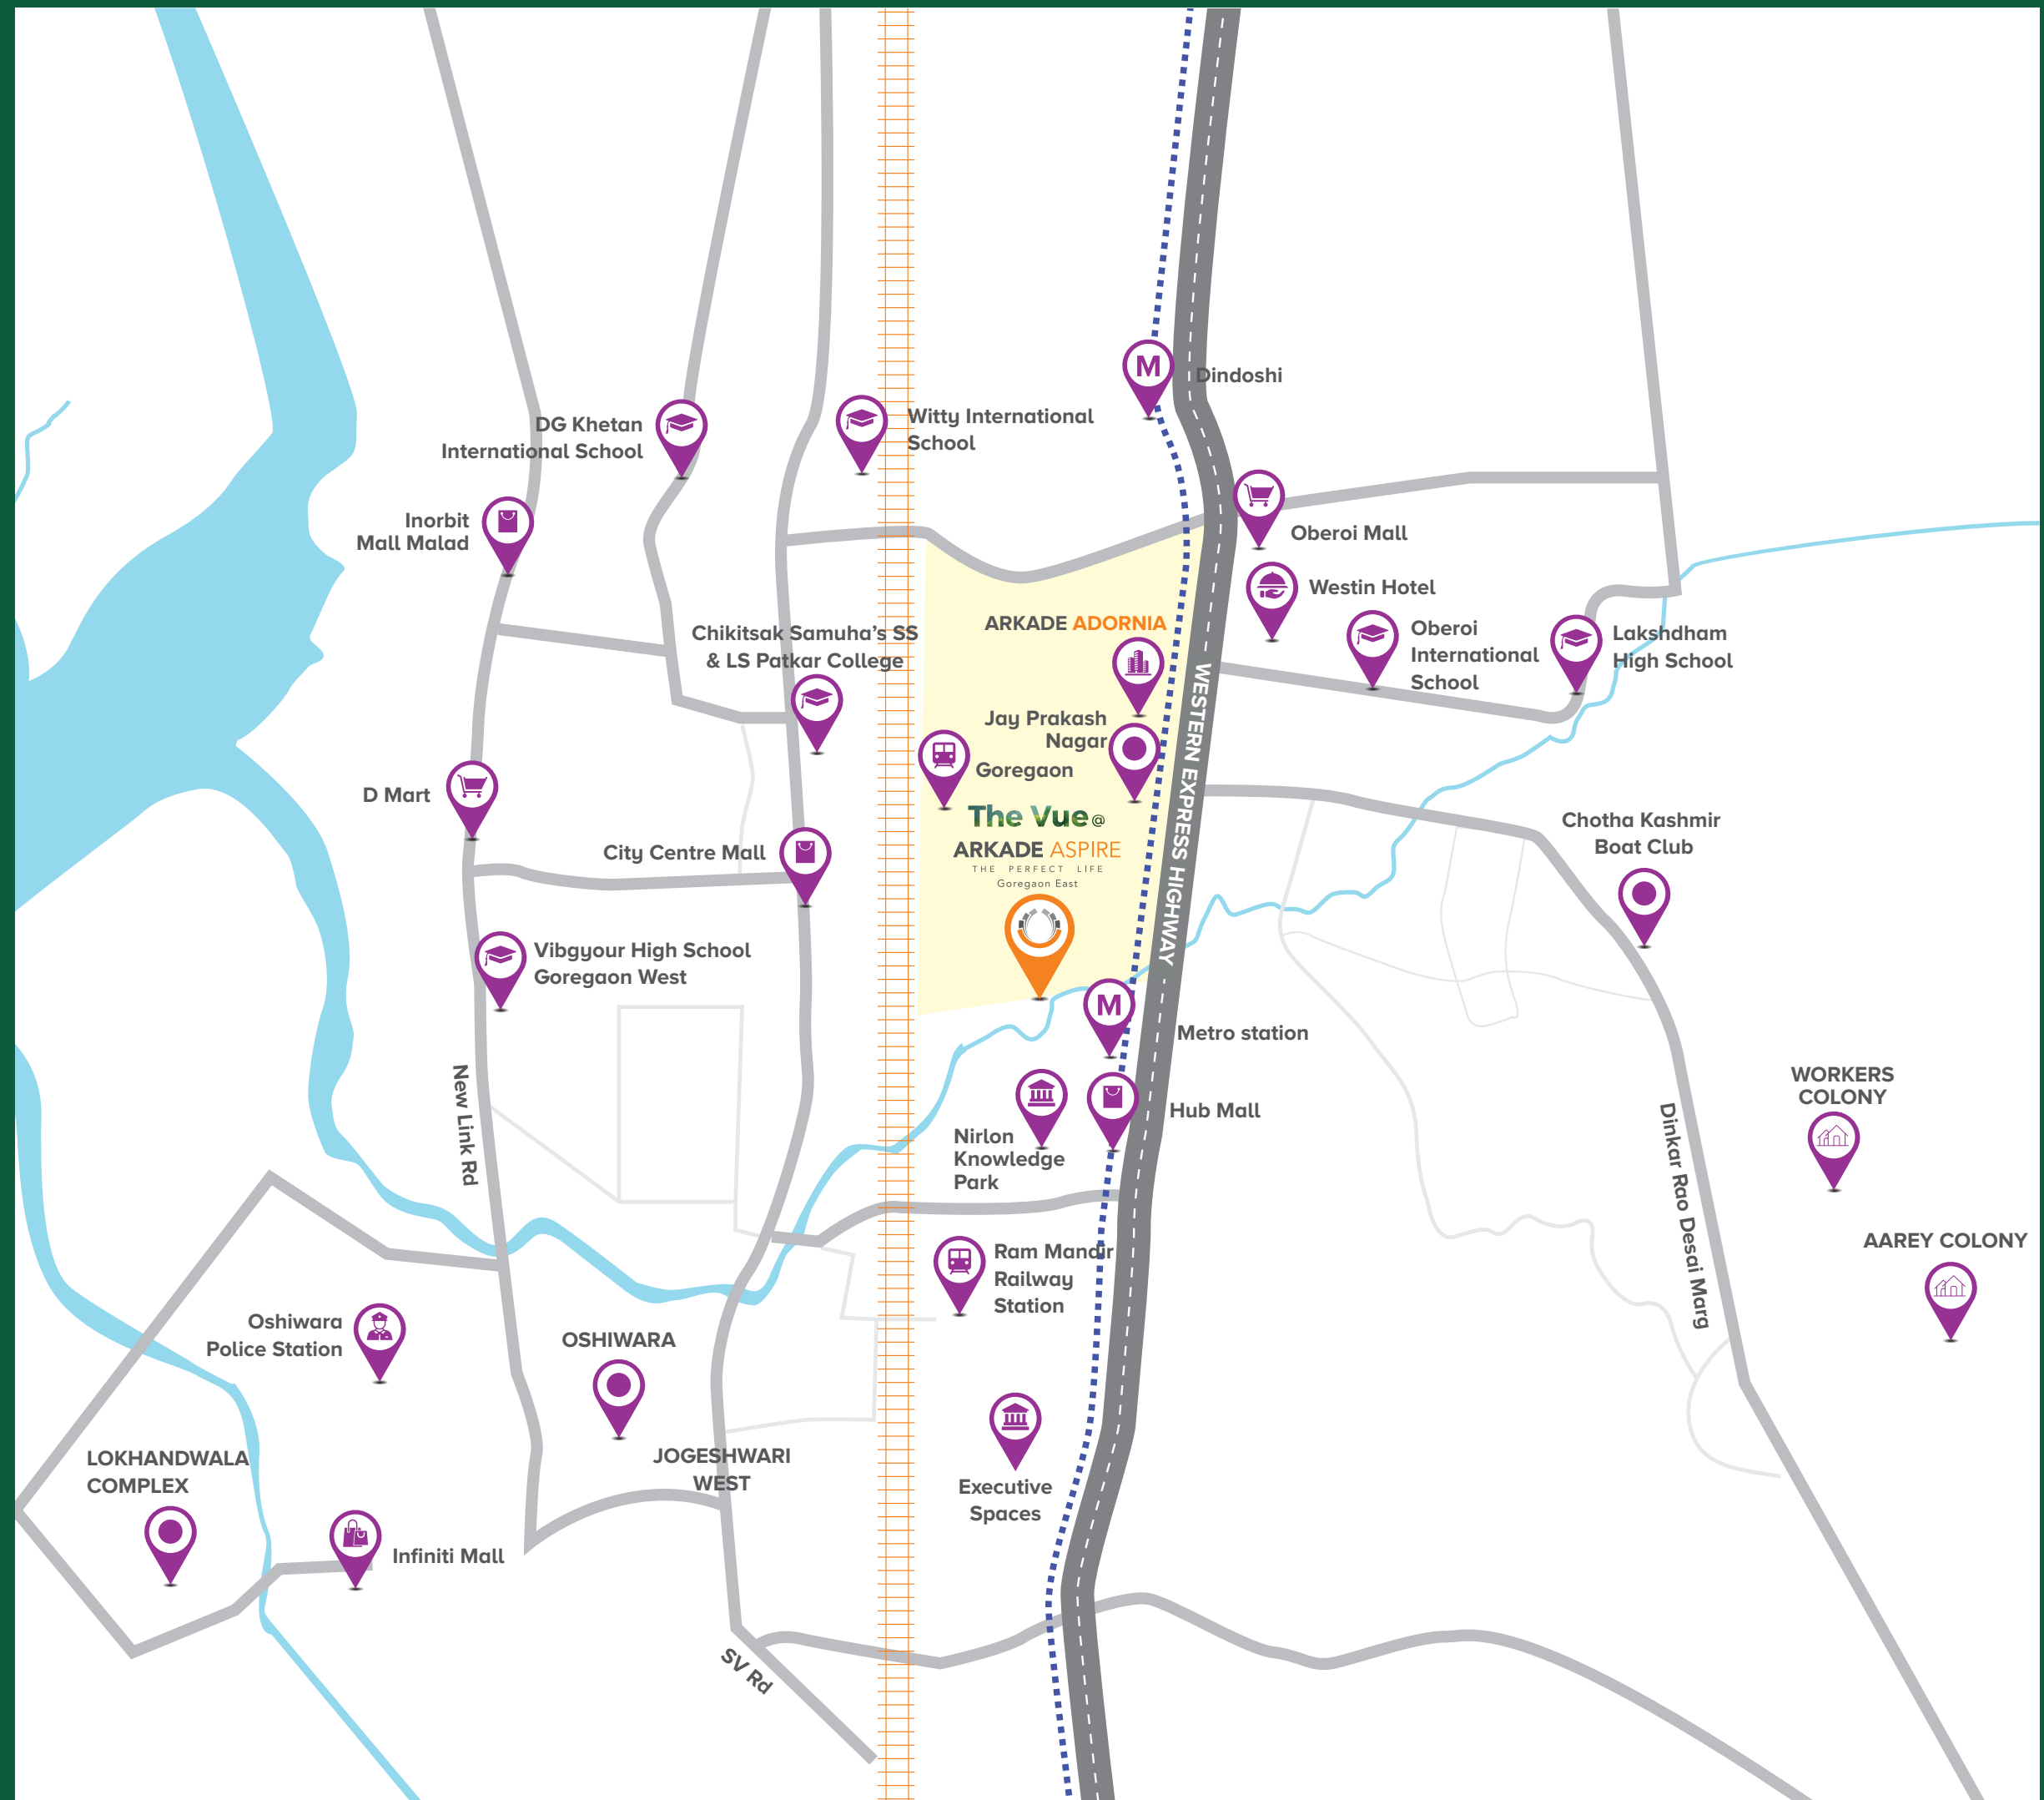 M
Dindoshi
Witty International
School
DG Khetan
International School
Inorbit
Mall Malad
Oberoi Mall
Westin Hotel
Oberoi
International
School
Lakshdham
High School
ARKADE ADORNIA
Chikitsak Samuha's SS
& LS Patkar College
Jay Prakash
Nagar
Goregaon
WESTERN EXPRESS HIGHWAY
D Mart
The Vue@
ARKADE ASPIRE
THE PERFECT LIFE
Goregaon East
City Centre Mall
Chotha Kashmir
Boat Club
Vibgyour High School
Goregaon West
M
Metro station
New Link Rd
Hub Mall
Nirlon
Knowledge
Park
WORKERS
COLONY
Dinkar Rao Desai Marg
AAREY COLONY
Ram Mandir
Railway
Station
Oshiwara
Police Station
OSHIWARA
JOGESHWARI
WEST
LOKHANDWALA
COMPLEX
Executive
Spaces
Infiniti Mall
SV Rd